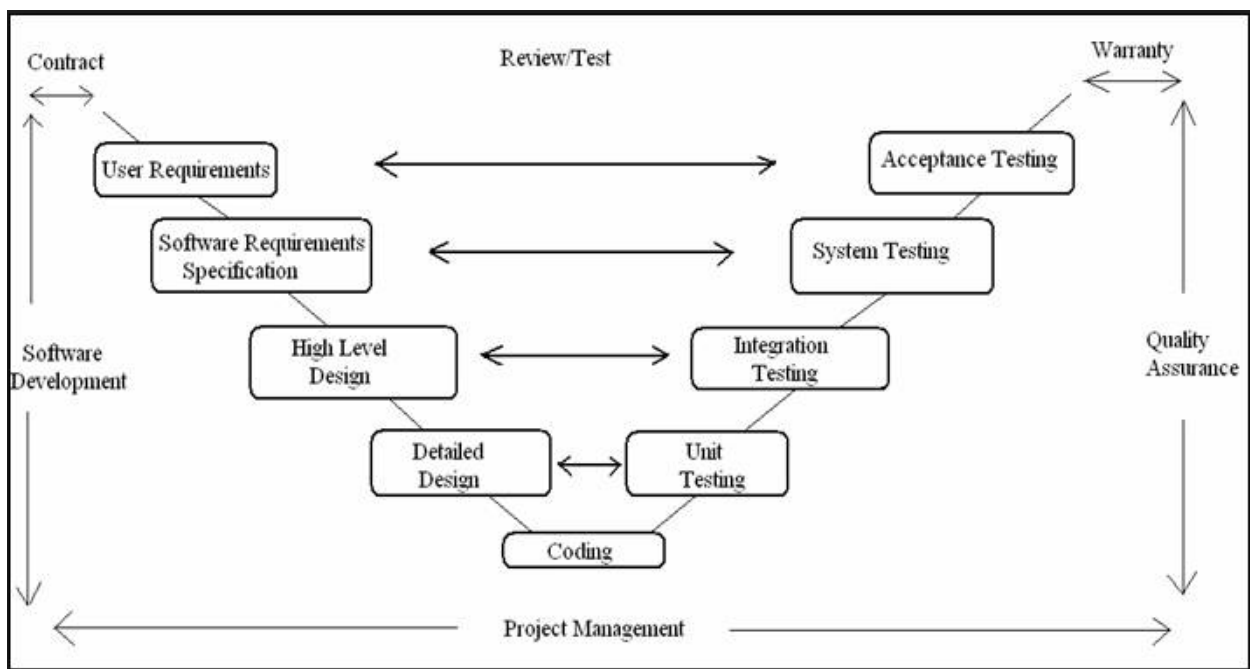 Contract
Review/Test
Warranty
User Requirements
Acceptance Testing
Software Requirements
Specification
System Testing
High Level
Design
Integration
Testing
Software
Development
Quality
Assurance
Detailed
Design
Unit
Testing
Coding
Project Management